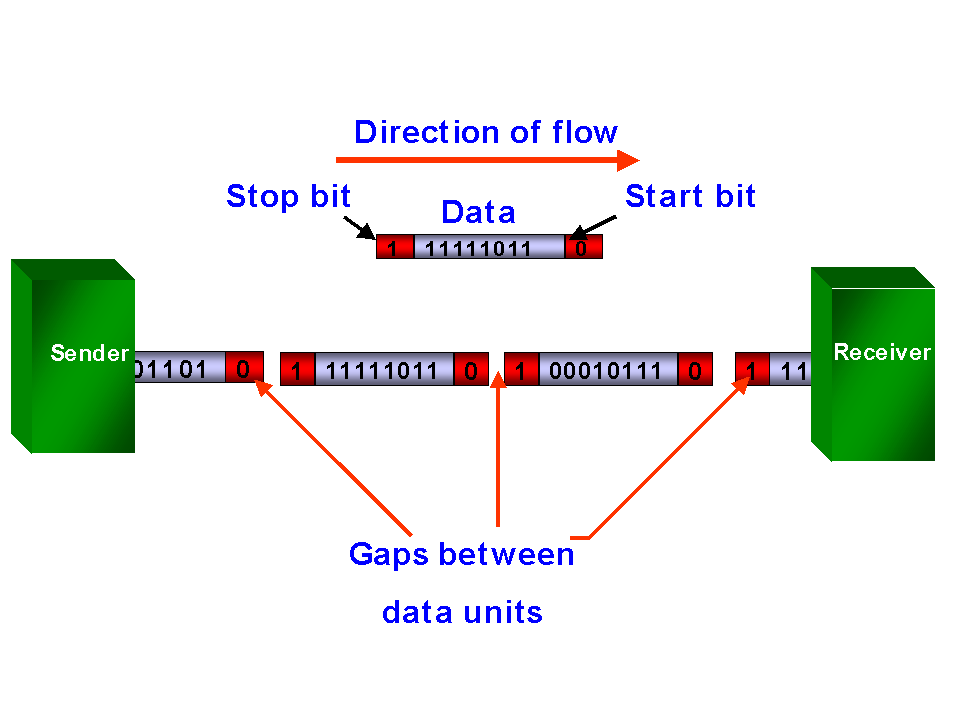 Direction of flow
Stop bit
Data
Start bit
1 11111011 0
Sender
01101 0
1 11111011 0
1 00010111 0
1 11
Receiver
Gaps between
data units